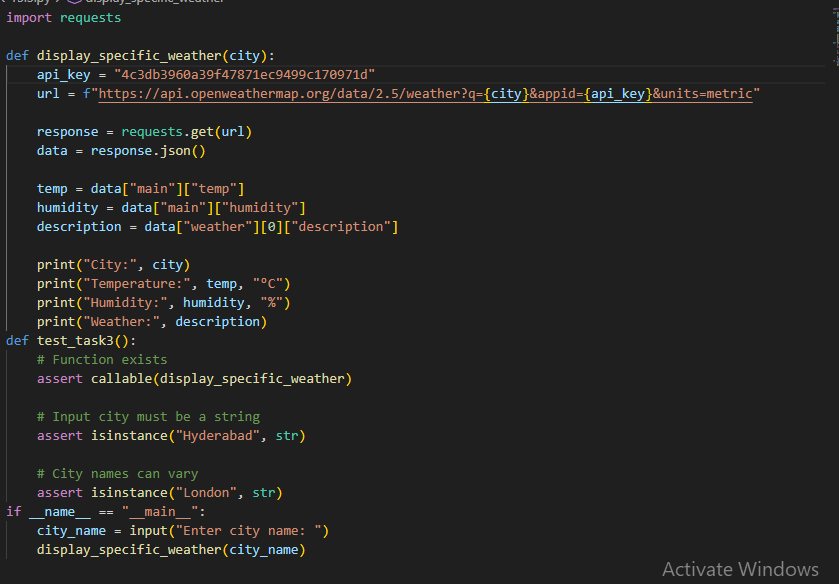 import requests
def display_specific_weather(city):
    api_key = "4c3db3960a39f47871ec9499c170971d"
    url = f"https://api.openweathermap.org/data/2.5/weather?q={city}&appid={api_key}&units=metric"
    response = requests.get(url)
    data = response.json()
    temp = data["main"]["temp"]
    humidity = data["main"]["humidity"]
    description = data["weather"][0]["description"]
    print("City:", city)
    print("Temperature:", temp, "°C")
    print("Humidity:", humidity, "%")
    print("Weather:", description)
def test_task3():
    # Function exists
    assert callable(display_specific_weather)
    # Input city must be a string
    assert isinstance("Hyderabad", str)
    # City names can vary
    assert isinstance("London", str)
if __name__ == "__main__":
    city_name = input("Enter city name: ")
    display_specific_weather(city_name)
Activate Windows